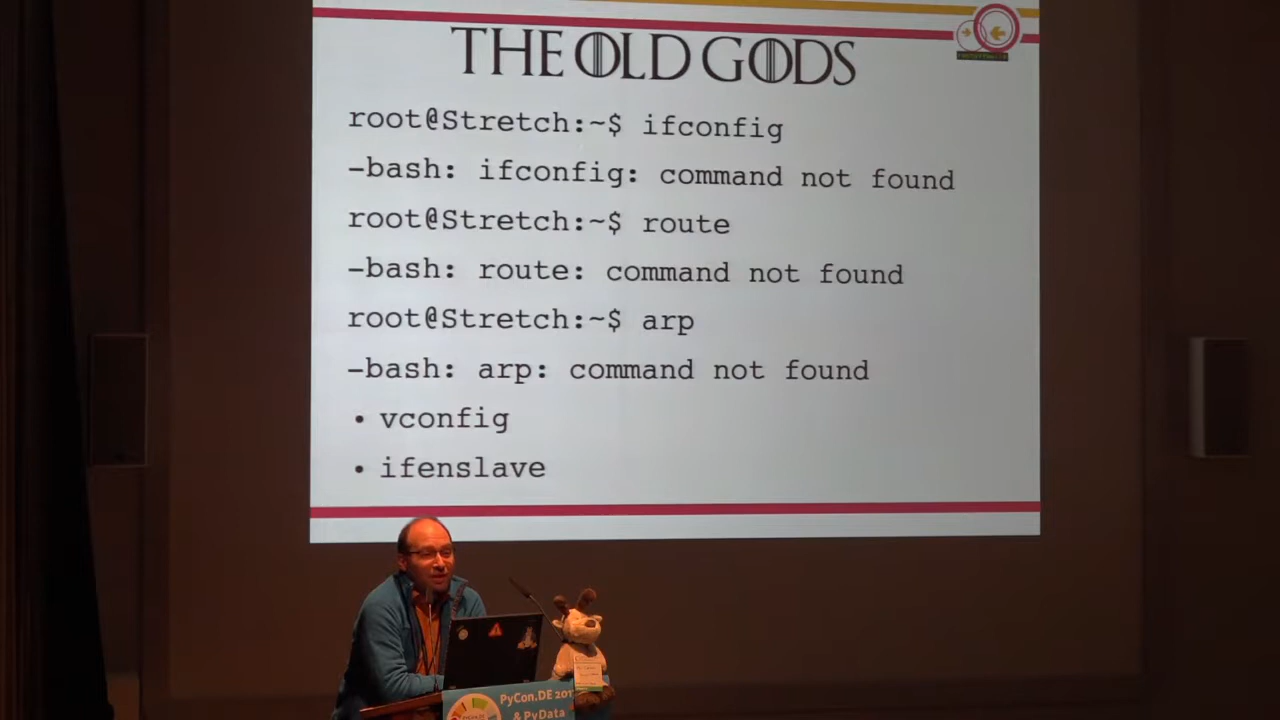 THE OLD GODS
root@Stretch:~$ ifconfig
-bash: ifconfig: command not found
root@Stretch:~$ route
-bash: route: command not found
root@Stretch:~$ arp
-bash: arp: command not found
• vconfig
• ifenslave
PyCon.DE
& PyData